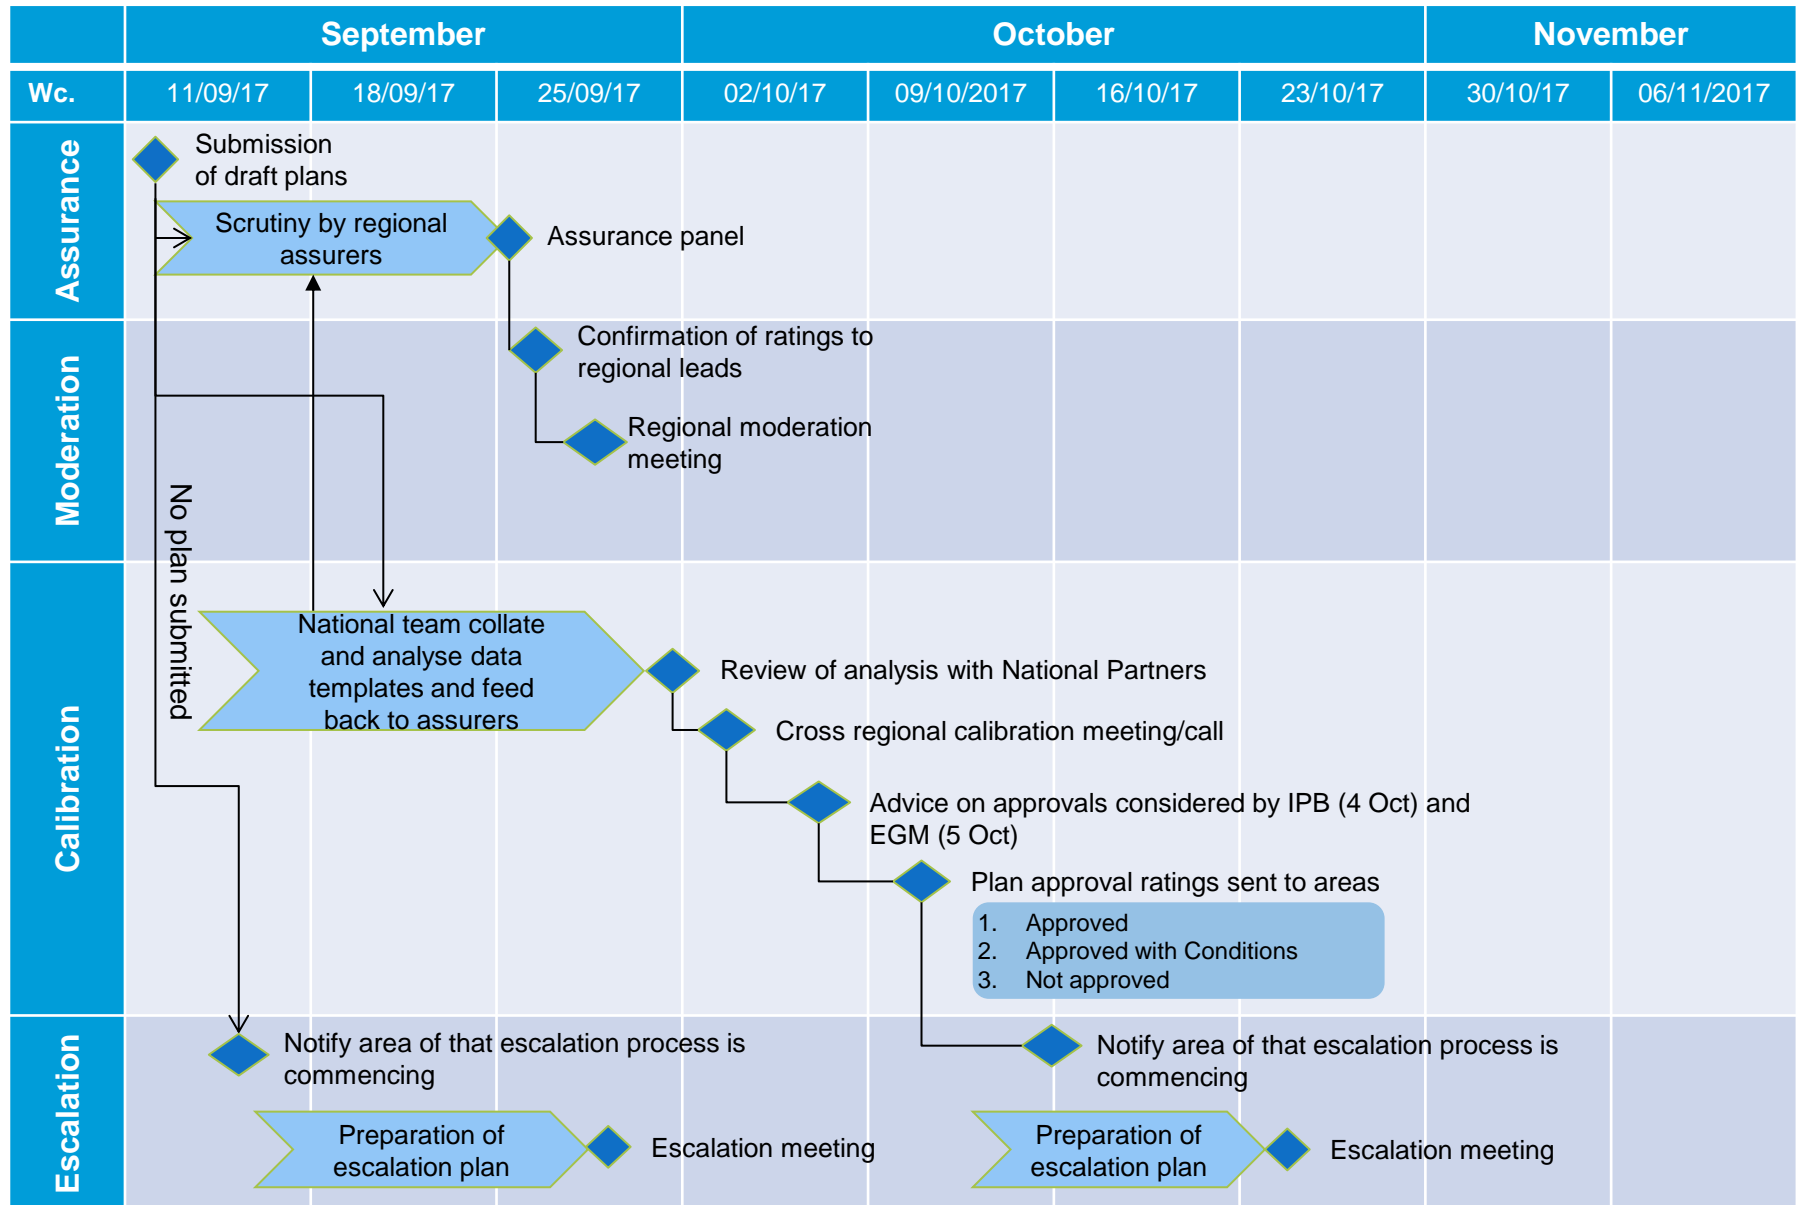 September
October
November
Wc.
11/09/17
18/09/17
25/09/17
02/10/17
09/10/2017
16/10/17
23/10/17
30/10/17
06/11/2017
Assurance
Submission
of draft plans
Scrutiny by regional
assurers
Assurance panel
Moderation
Confirmation of ratings to
regional leads
Regional moderation
meeting
No plan submitted
Calibration
National team collate
and analyse data
templates and feed
back to assurers
Review of analysis with National Partners
Cross regional calibration meeting/call
Advice on approvals considered by IPB (4 Oct) and
EGM (5 Oct)
Plan approval ratings sent to areas
1. Approved
2. Approved with Conditions
3. Not approved
Escalation
Notify area of that escalation process is
commencing
Notify area of that escalation process is
commencing
Preparation of
escalation plan
Escalation meeting
Preparation of
escalation plan
Escalation meeting